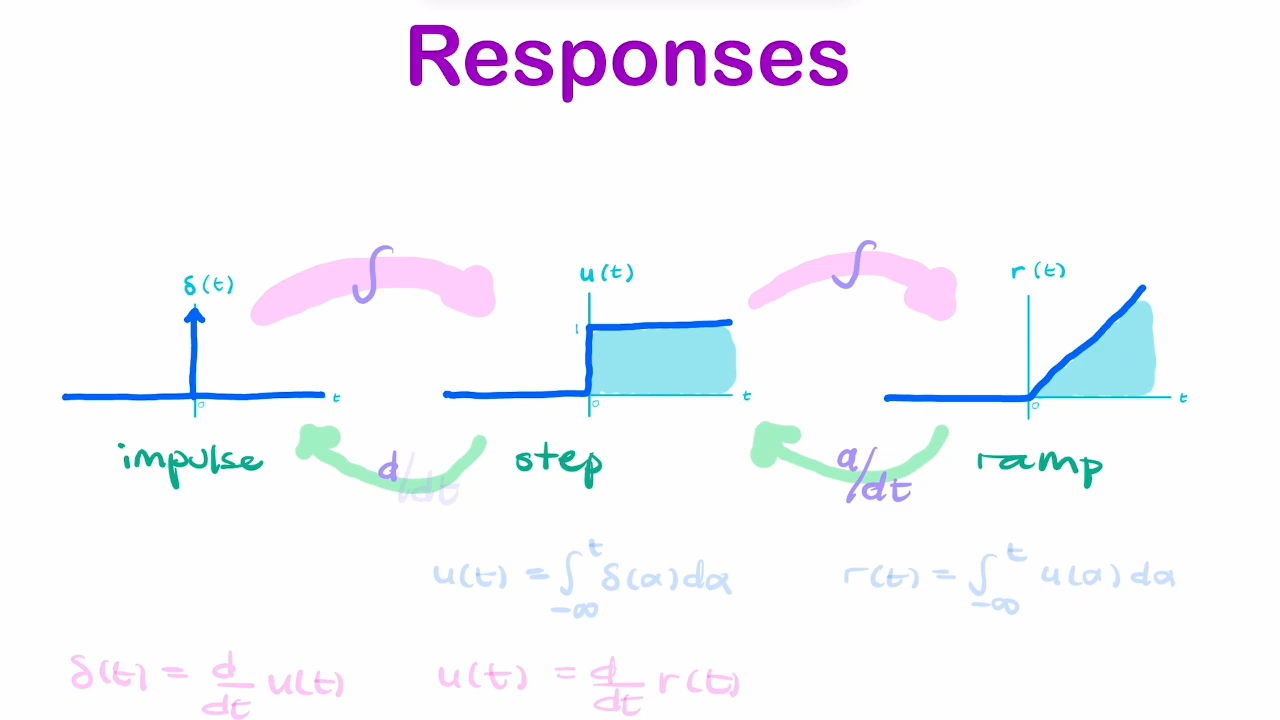 Responses
δ(t)
∫
u(t)
∫
r(t)
1
0
t
0
t
0
t
impulse
d/dt
step
d/dt
ramp
u(t) = ∫_{-∞}^{t} δ(α) dα
r(t) = ∫_{-∞}^{t} u(α) dα
δ(t) = d/dt u(t)
u(t) = d/dt r(t)